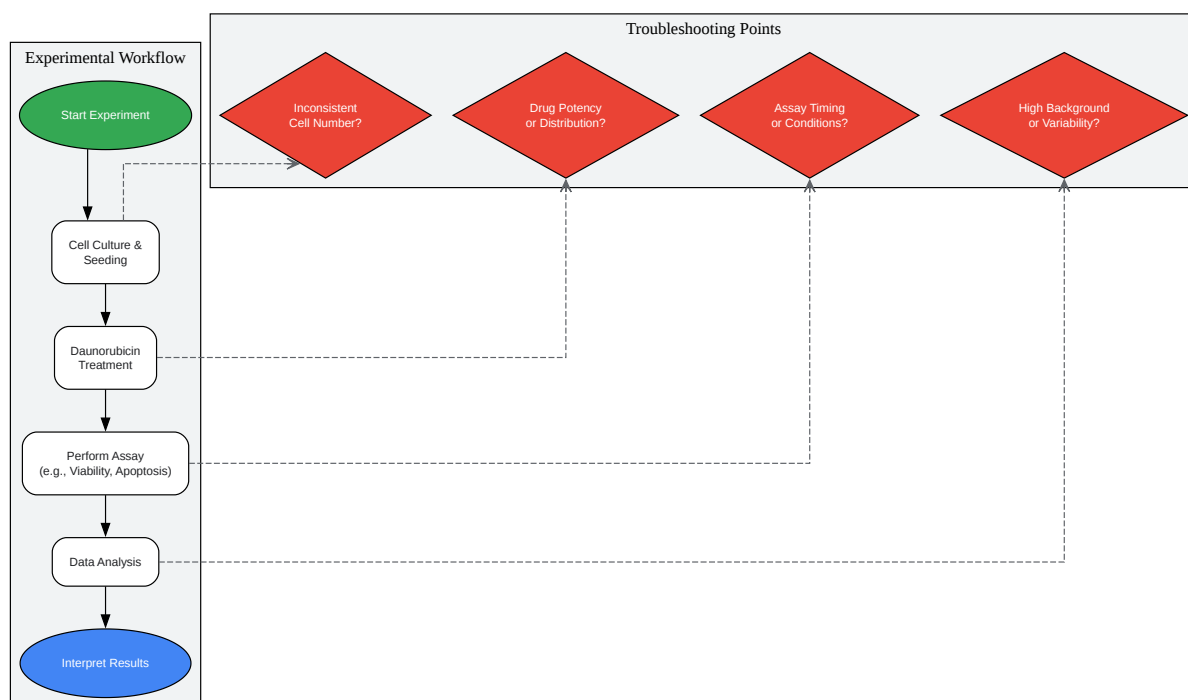 Troubleshooting Points
Experimental Workflow
Start Experiment
Inconsistent
Cell Number?
Drug Potency
or Distribution?
Assay Timing
or Conditions?
High Background
or Variability?
Cell Culture &
Seeding
Daunorubicin
Treatment
Perform Assay
(e.g., Viability, Apoptosis)
Data Analysis
Interpret Results